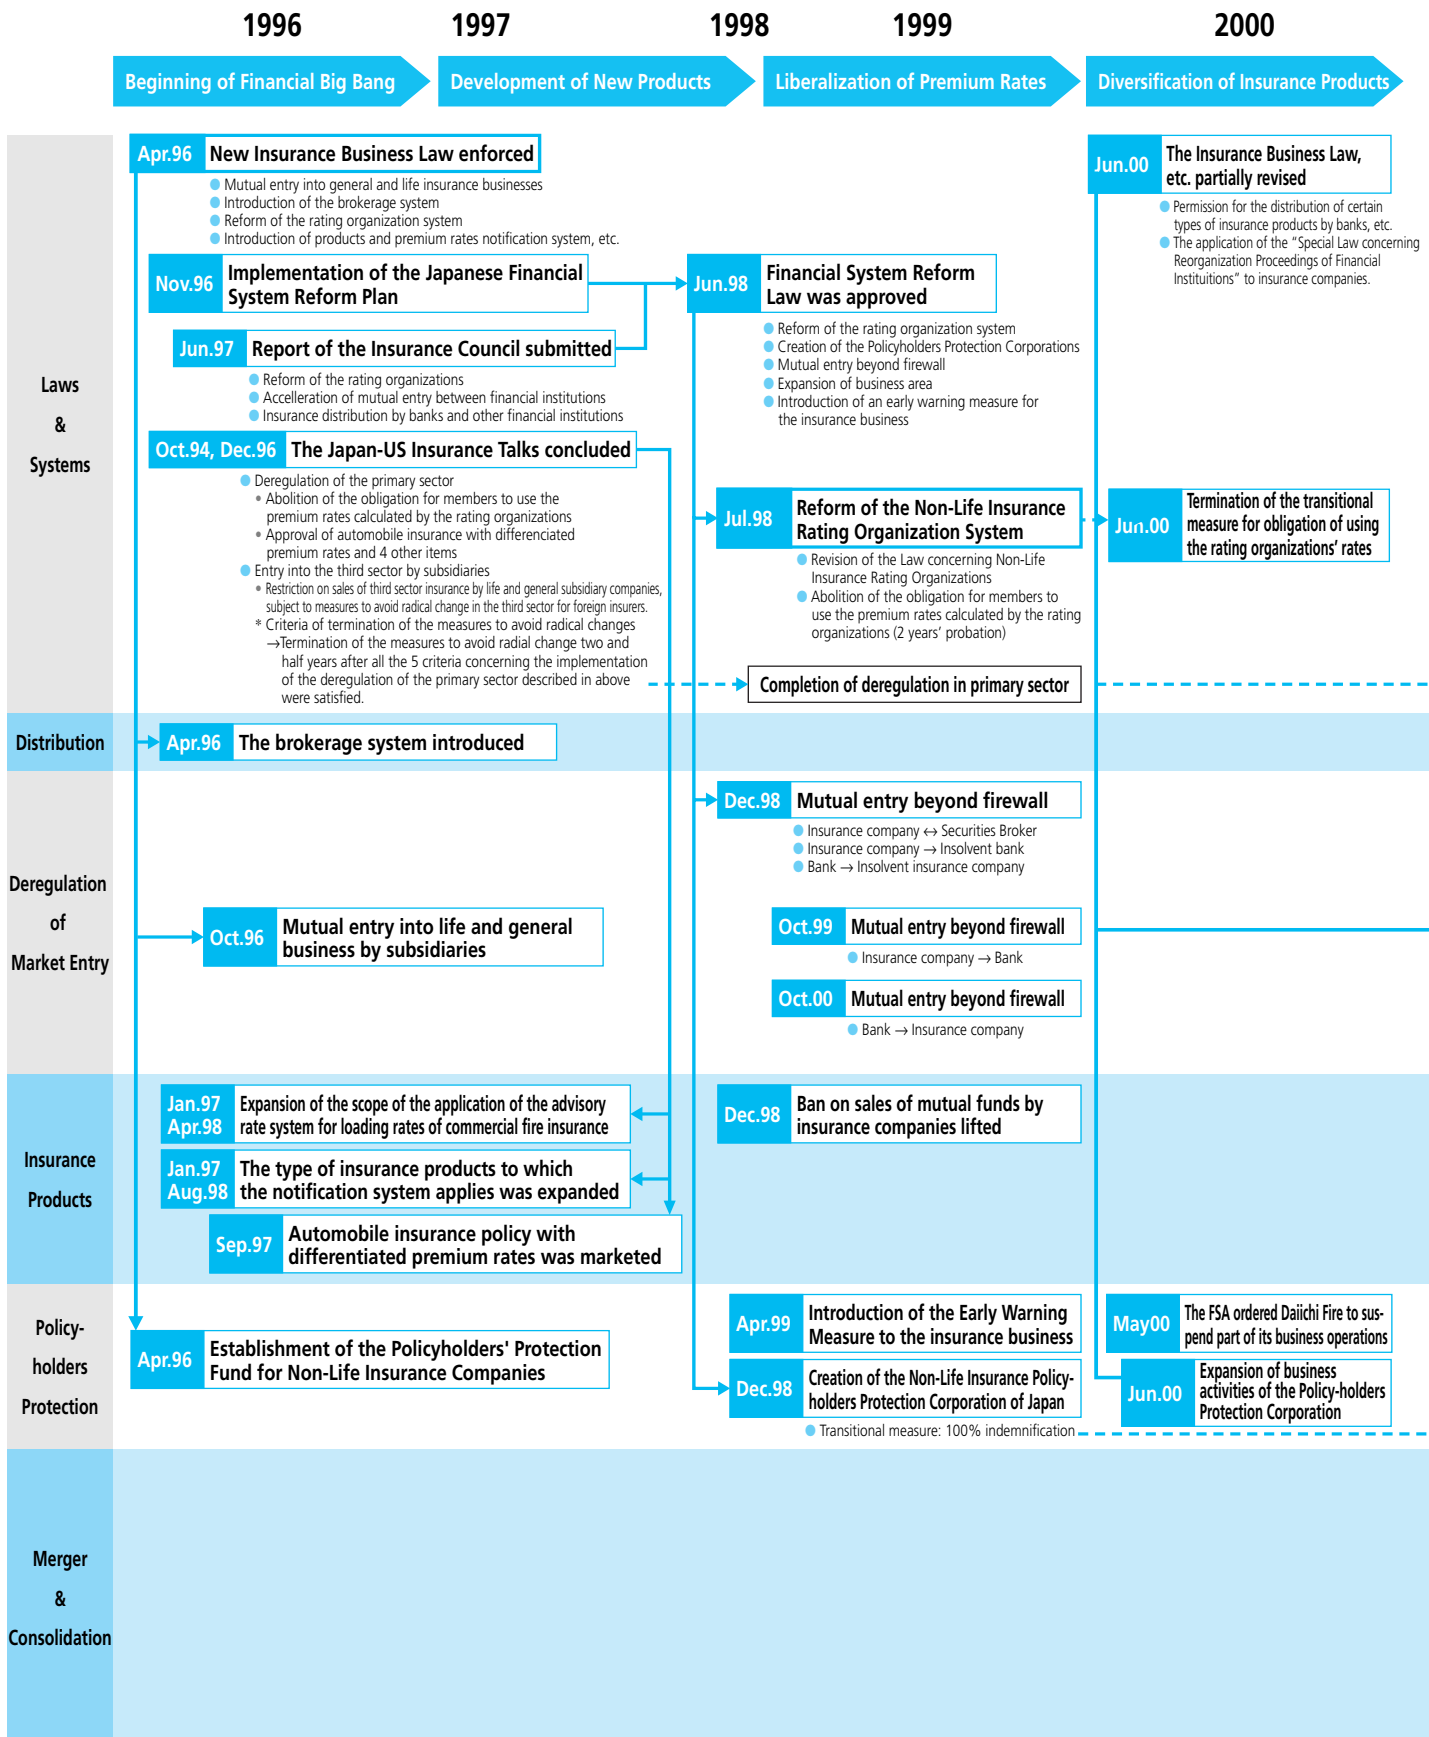 1996
1997
1998
1999
2000
Beginning of Financial Big Bang
Development of New Products
Liberalization of Premium Rates
Diversification of Insurance Products
Laws
&
Systems
Apr.96
New Insurance Business Law enforced
Mutual entry into general and life insurance businesses
Introduction of the brokerage system
Reform of the rating organization system
Introduction of products and premium rates notification system, etc.
Nov.96
Implementation of the Japanese Financial
System Reform Plan
Jun.97
Report of the Insurance Council submitted
Reform of the rating organizations
Accelleration of mutual entry between financial institutions
Insurance distribution by banks and other financial institutions
Oct.94, Dec.96
The Japan-US Insurance Talks concluded
Deregulation of the primary sector
Abolition of the obligation for members to use the
premium rates calculated by the rating organizations
Approval of automobile insurance with differenciated
premium rates and 4 other items
Entry into the third sector by subsidiaries
Restriction on sales of third sector insurance by life and general subsidiary companies,
subject to measures to avoid radical change in the third sector for foreign insurers.
* Criteria of termination of the measures to avoid radical changes
→Termination of the measures to avoid radial change two and
half years after all the 5 criteria concerning the implementation
of the deregulation of the primary sector described in above
were satisfied.
Jun.98
Financial System Reform
Law was approved
Reform of the rating organization system
Creation of the Policyholders Protection Corporations
Mutual entry beyond firewall
Expansion of business area
Introduction of an early warning measure for
the insurance business
Jul.98
Reform of the Non-Life Insurance
Rating Organization System
Revision of the Law concerning Non-Life
Insurance Rating Organizations
Abolition of the obligation for members to
use the premium rates calculated by the rating
organizations (2 years' probation)
Completion of deregulation in primary sector
Jun.00
The Insurance Business Law,
etc. partially revised
Permission for the distribution of certain
types of insurance products by banks, etc.
The application of the “Special Law concerning
Reorganization Proceedings of Financial
Instituitions” to insurance companies.
Jun.00
Termination of the transitional
measure for obligation of using
the rating organizations' rates
Distribution
Apr.96
The brokerage system introduced
Deregulation
of
Market Entry
Oct.96
Mutual entry into life and general
business by subsidiaries
Dec.98
Mutual entry beyond firewall
Insurance company ↔ Securities Broker
Insurance company → Insolvent bank
Bank → Insolvent insurance company
Oct.99
Mutual entry beyond firewall
Insurance company → Bank
Oct.00
Mutual entry beyond firewall
Bank → Insurance company
Insurance
Products
Jan.97
Apr.98
Expansion of the scope of the application of the advisory
rate system for loading rates of commercial fire insurance
Jan.97
Aug.98
The type of insurance products to which
the notification system applies was expanded
Sep.97
Automobile insurance policy with
differentiated premium rates was marketed
Dec.98
Ban on sales of mutual funds by
insurance companies lifted
Policy-
holders
Protection
Apr.96
Establishment of the Policyholders' Protection
Fund for Non-Life Insurance Companies
Apr.99
Introduction of the Early Warning
Measure to the insurance business
Dec.98
Creation of the Non-Life Insurance Policy-
holders Protection Corporation of Japan
Transitional measure: 100% indemnification
May00
The FSA ordered Daiichi Fire to sus-
pend part of its business operations
Jun.00
Expansion of business
activities of the Policy-holders
Protection Corporation
Merger
&
Consolidation